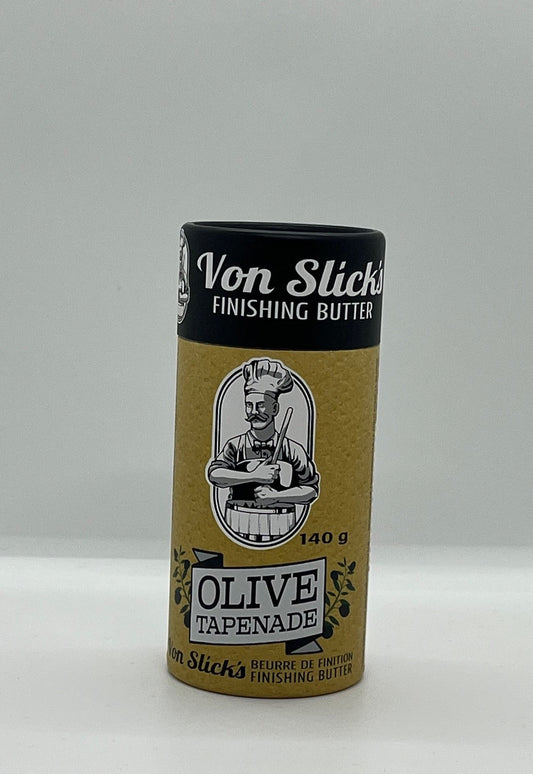 Von Slick's
FINISHING BUTTER
140 g
OLIVE
TAPENADE
Von Slick's
BEURRE DE FINITION
FINISHING BUTTER